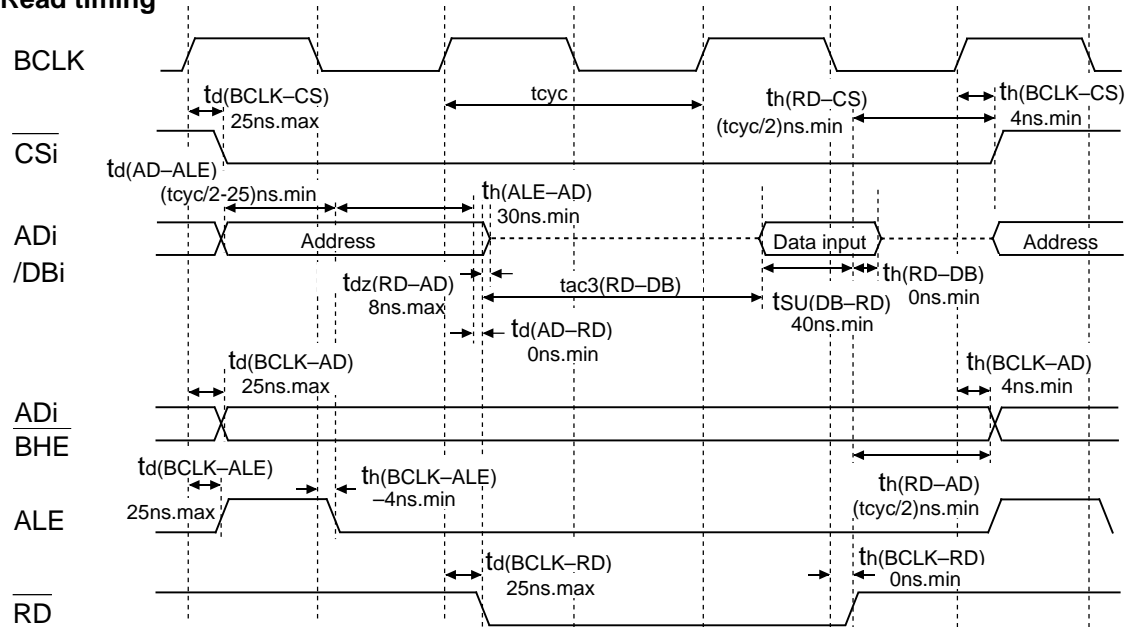 Read timing
BCLK
td(BCLK–CS)
25ns.max
tcyc
th(RD–CS)
(tcyc/2)ns.min
th(BCLK–CS)
4ns.min
CSi
td(AD–ALE)
(tcyc/2-25)ns.min
th(ALE–AD)
30ns.min
ADi
/DBi
Address
Data input
Address
tdz(RD–AD)
8ns.max
tac3(RD–DB)
th(RD–DB)
0ns.min
tSU(DB–RD)
40ns.min
td(AD–RD)
0ns.min
td(BCLK–AD)
25ns.max
th(BCLK–AD)
4ns.min
ADi
BHE
td(BCLK–ALE)
25ns.max
th(BCLK–ALE)
–4ns.min
th(RD–AD)
(tcyc/2)ns.min
ALE
td(BCLK–RD)
25ns.max
th(BCLK–RD)
0ns.min
RD